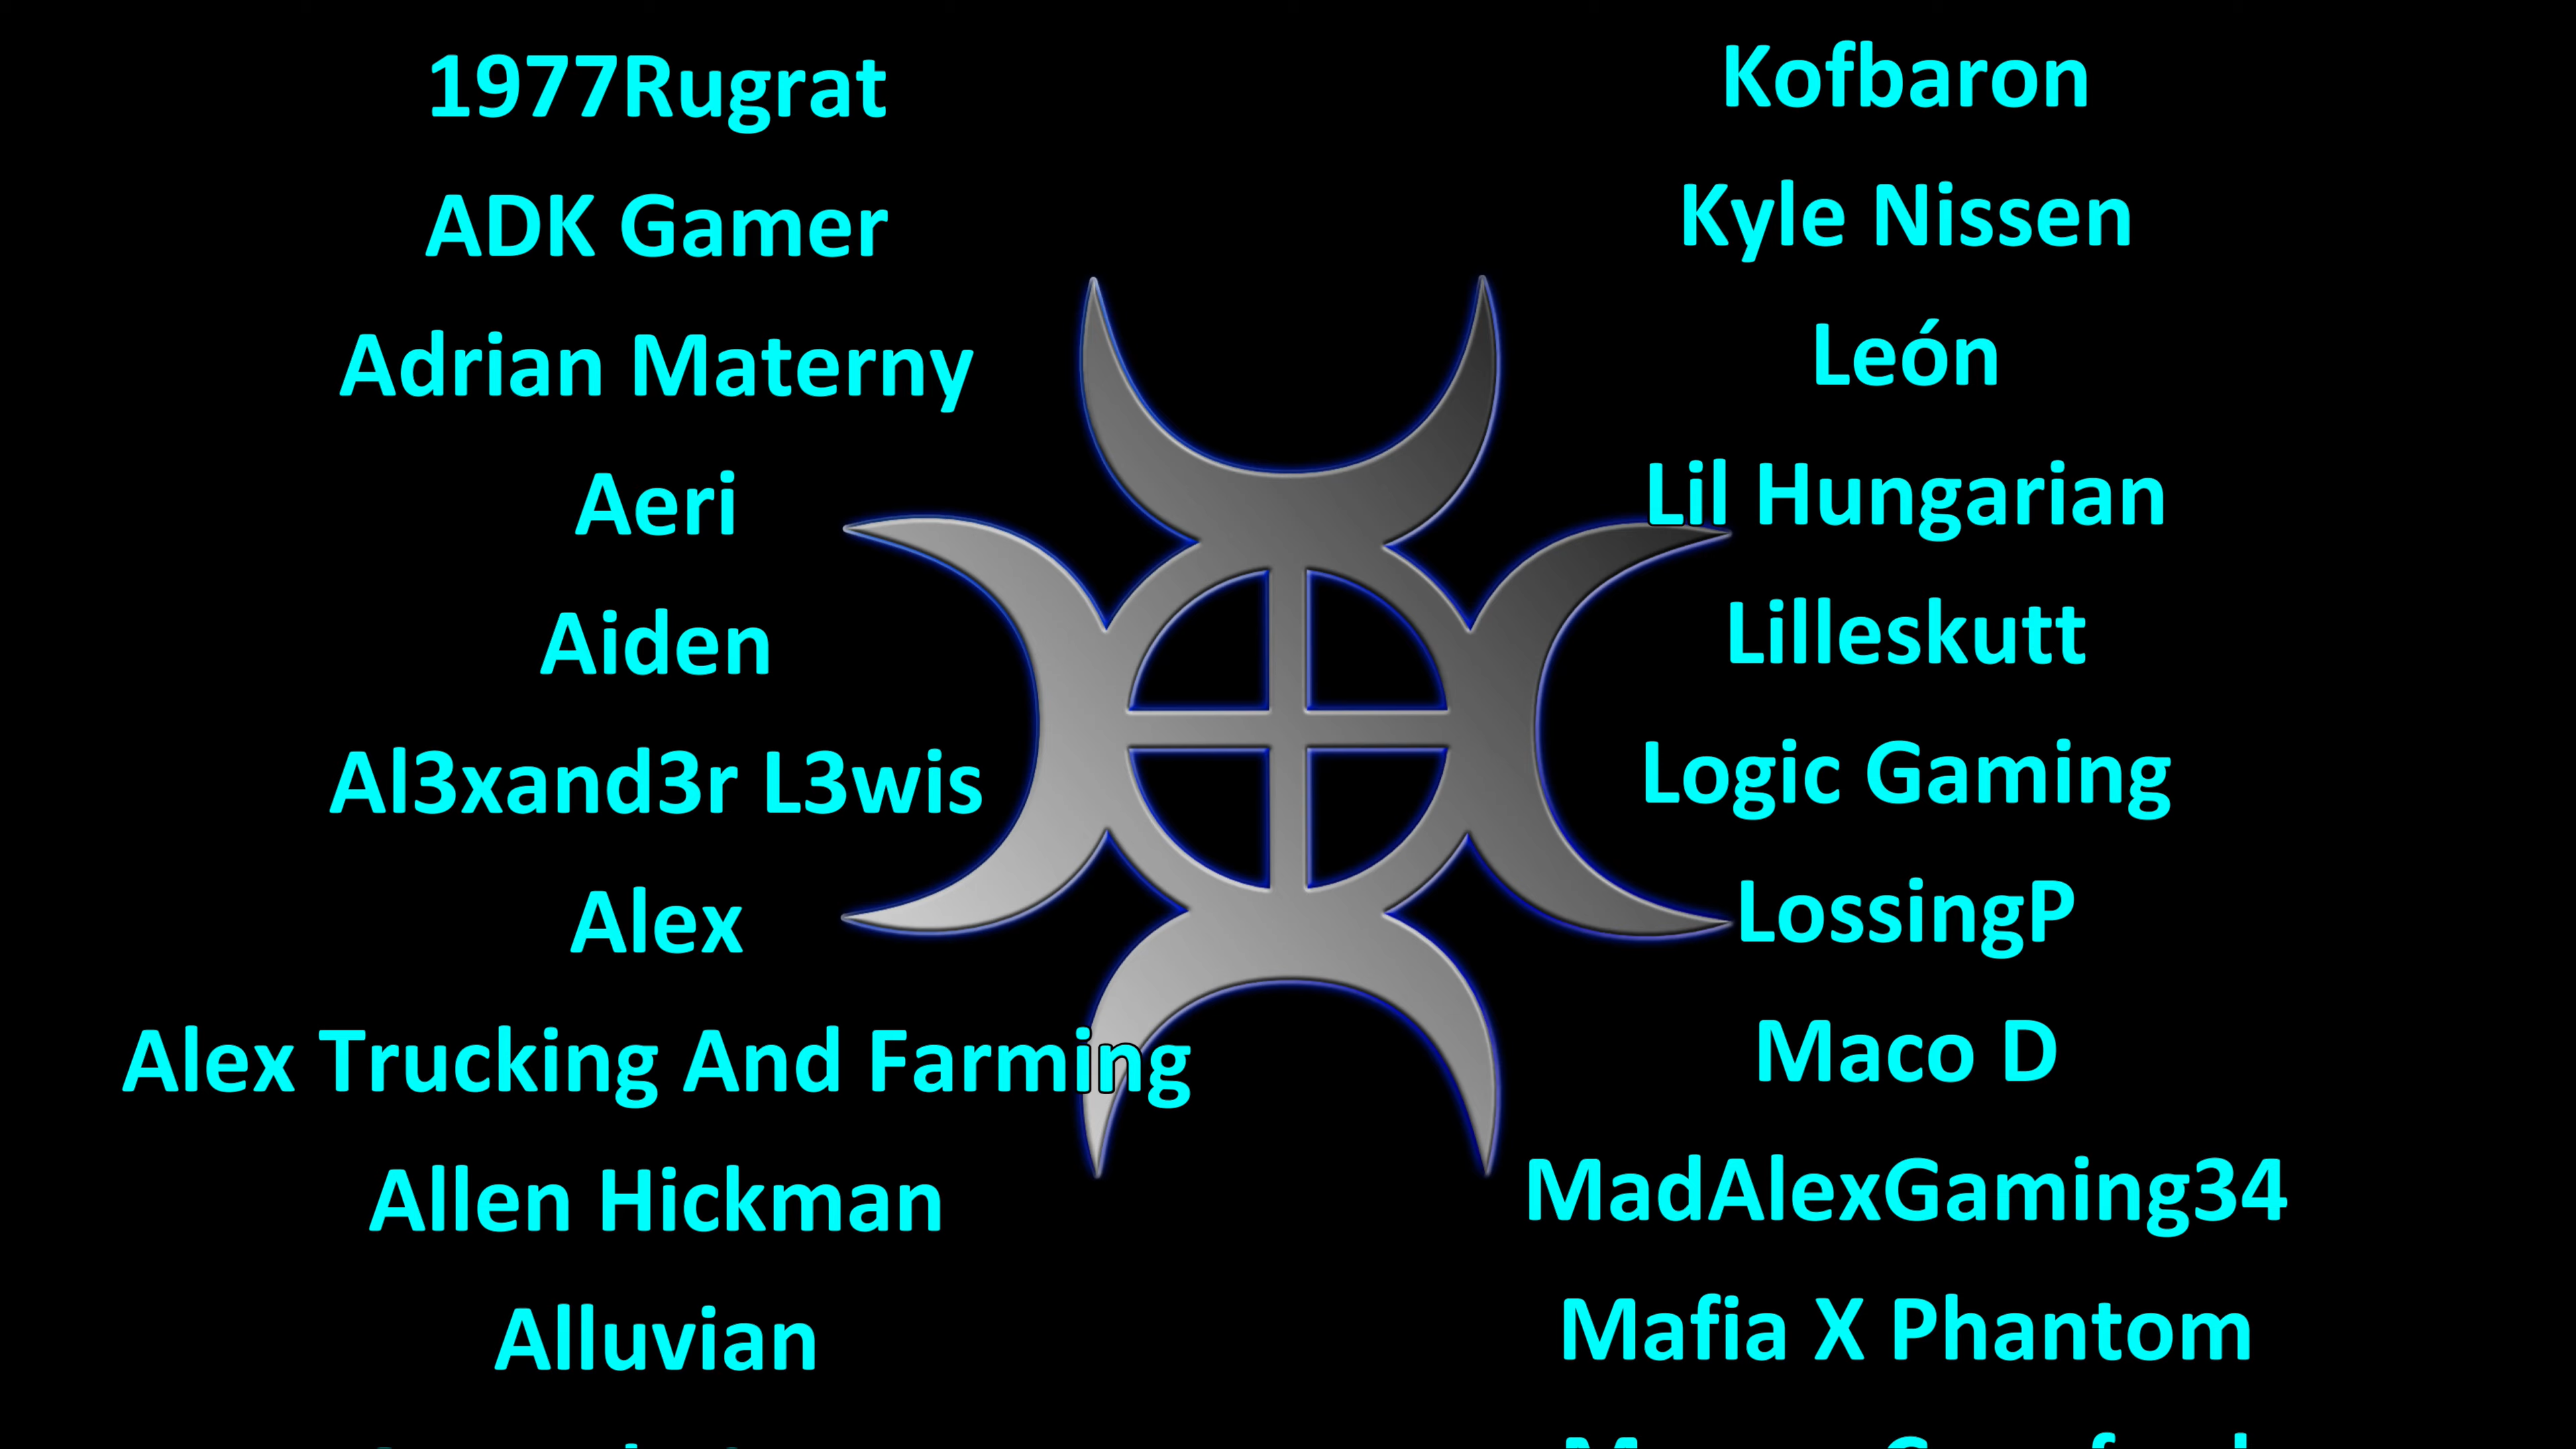 1977Rugrat
ADK Gamer
Adrian Materny
Aeri
Aiden
Al3xand3r L3wis
Alex
Alex Trucking And Farming
Allen Hickman
Alluvian
Kofbaron
Kyle Nissen
León
Lil Hungarian
Lilleskutt
Logic Gaming
LossingP
Maco D
MadAlexGaming34
Mafia X Phantom